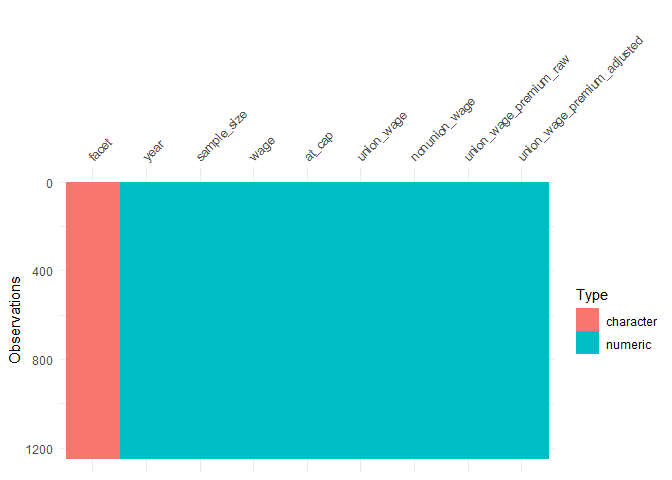 facet
year
sample_size
wage
at_cap
union_wage
nonunion_wage
union_wage_premium_raw
union_wage_premium_adjusted
0
400
800
1200
Observations
Type
character
numeric